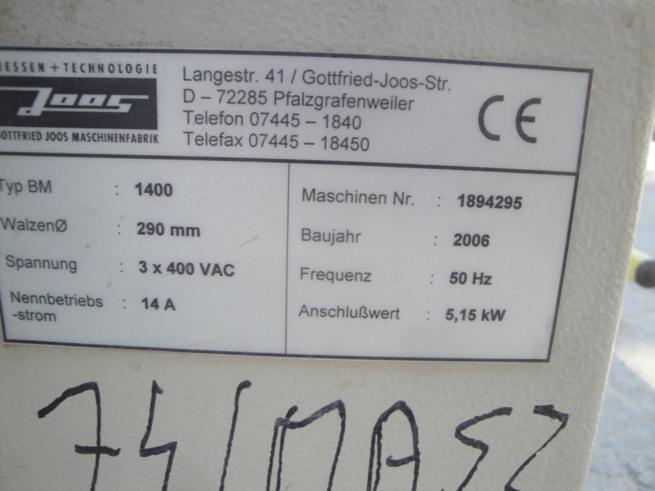 ESSEN + TECHNOLOGIE
Joos
GOTTFRIED JOOS MASCHINENFABRIK
Langestr. 41 / Gottfried-Joos-Str.
D – 72285 Pfalzgrafenweiler
Telefon 07445 – 1840
Telefax 07445 – 18450
CE
Typ BM : 1400
WalzenØ : 290 mm
Spannung : 3 x 400 VAC
Nennbetriebs : 14 A
-strom
Maschinen Nr. : 1894295
Baujahr : 2006
Frequenz : 50 Hz
Anschlußwert : 5,15 kW